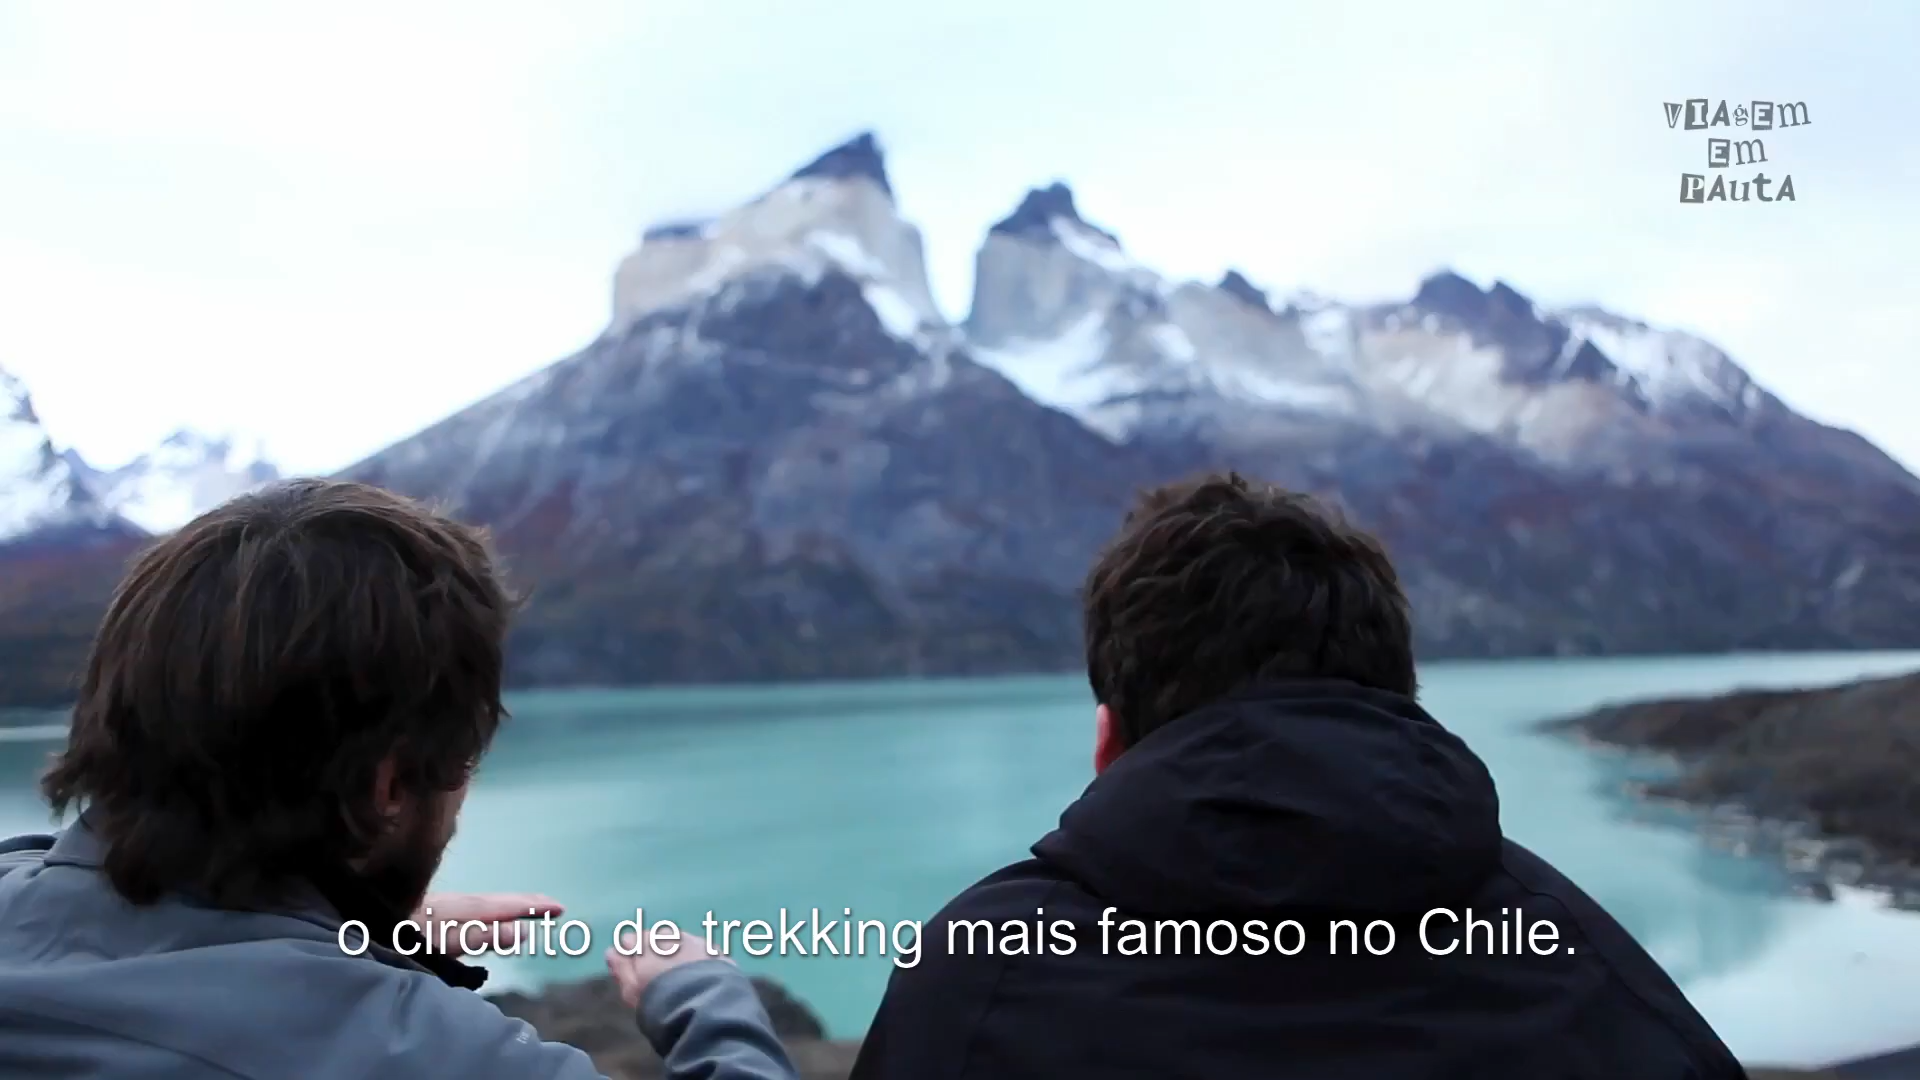 VIAgEm
Em
PAutA
o circuito de trekking mais famoso no Chile.